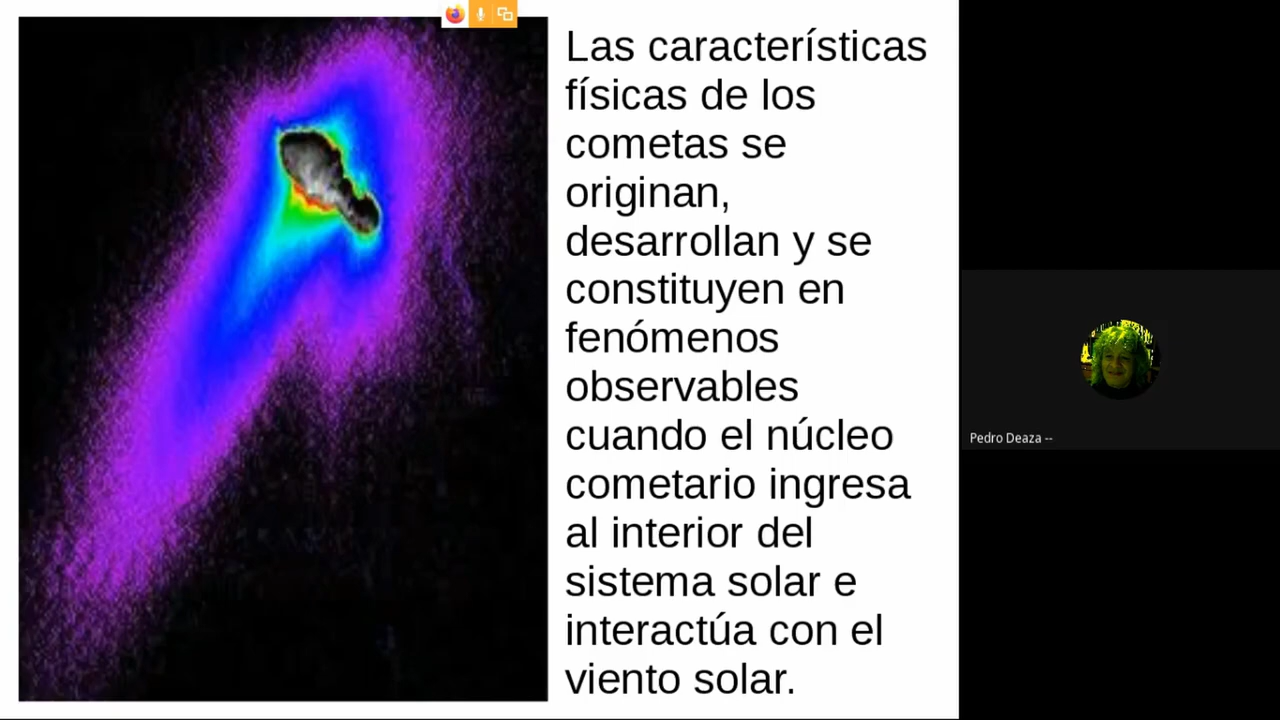 Las características
físicas de los
cometas se
originan,
desarrollan y se
constituyen en
fenómenos
observables
cuando el núcleo
cometario ingresa
al interior del
sistema solar e
interactúa con el
viento solar.
Pedro Deaza --